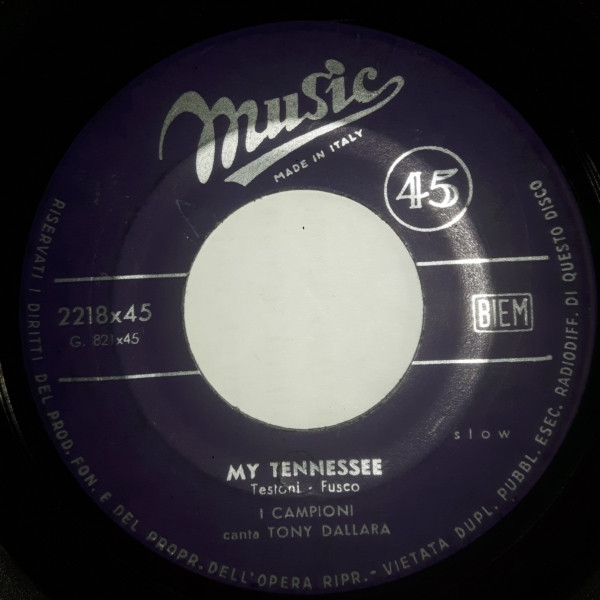 Music
MADE IN ITALY
45
2218x45
G. 821x45
BIEM
slow
MY TENNESSEE
Testoni - Fusco
I CAMPIONI
canta TONY DALLARA
RISERVATI I DIRITTI DEL PROD. FON. E DEL PROPR. DELL'OPERA RIPR. - VIETATA DUPL. PUBBL. ESEC. RADIODIFF. DI QUESTO DISCO